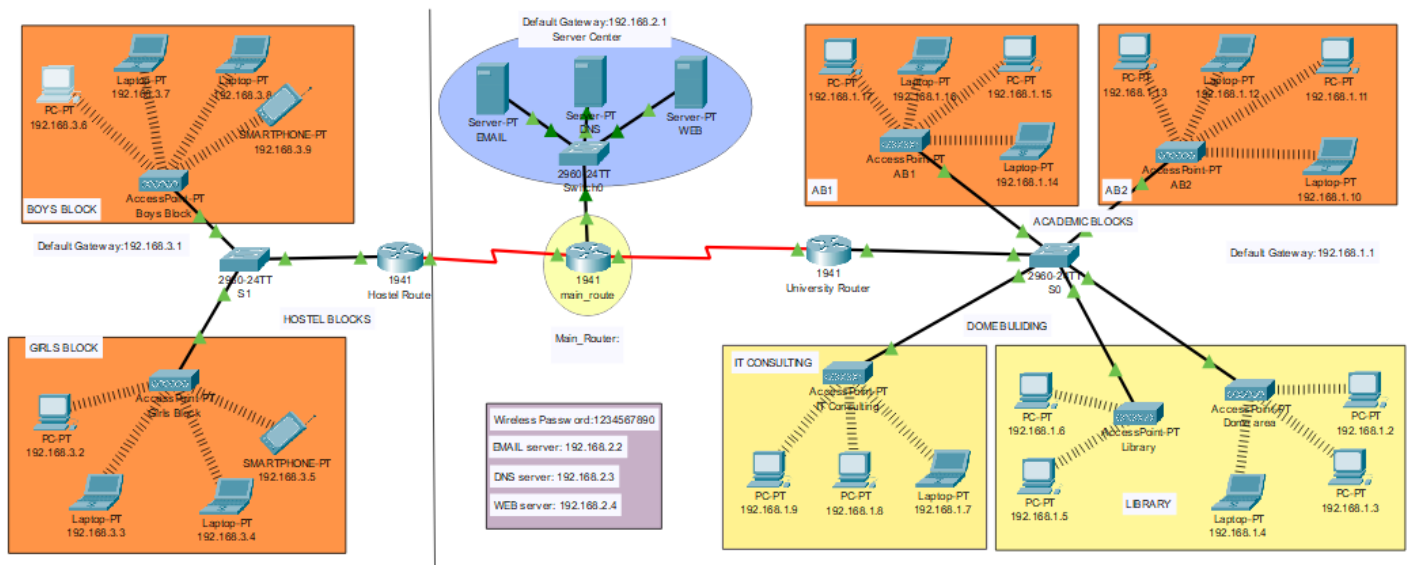 Default Gateway:192.168.2.1
Server Center
Server-PT
EMAIL
Server-PT
DNS
Server-PT
WEB
2960-24TT
Switch0
PC-PT
192.168.3.6
Laptop-PT
192.168.3.7
Laptop-PT
192.168.3.8
SMARTPHONE-PT
192.168.3.9
AccessPoint-PT
Boys Block
BOYS BLOCK
Default Gateway:192.168.3.1
2960-24TT
S1
HOSTEL BLOCKS
1941
Hostel Route
1941
main_route
Main_Router:
1941
University Router
GIRLS BLOCK
AccessPoint-PT
Girls Block
PC-PT
192.168.3.2
Laptop-PT
192.168.3.3
Laptop-PT
192.168.3.4
SMARTPHONE-PT
192.168.3.5
Wireless Password:1234567890
EMAIL server: 192.168.2.2
DNS server: 192.168.2.3
WEB server: 192.168.2.4
PC-PT
192.168.1.17
Laptop-PT
192.168.1.16
PC-PT
192.168.1.15
Laptop-PT
192.168.1.14
AccessPoint-PT
AB1
AB1
PC-PT
192.168.1.13
Laptop-PT
192.168.1.12
PC-PT
192.168.1.11
Laptop-PT
192.168.1.10
AccessPoint-PT
AB2
AB2
ACADEMIC BLOCKS
Default Gateway:192.168.1.1
2960-24TT
S0
DOME BULIDING
IT CONSULTING
AccessPoint-PT
IT Consulting
PC-PT
192.168.1.9
PC-PT
192.168.1.8
Laptop-PT
192.168.1.7
PC-PT
192.168.1.6
PC-PT
192.168.1.5
AccessPoint-PT
Library
LIBRARY
AccessPoint-PT
Dome area
PC-PT
192.168.1.2
PC-PT
192.168.1.3
Laptop-PT
192.168.1.4